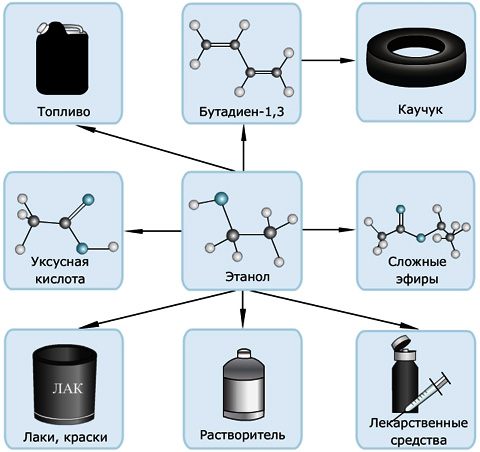 Топливо
Бутадиен-1,3
Каучук
Уксусная
кислота
Этанол
Сложные
эфиры
ЛАК
Лаки, краски
Растворитель
Лекарственные
средства